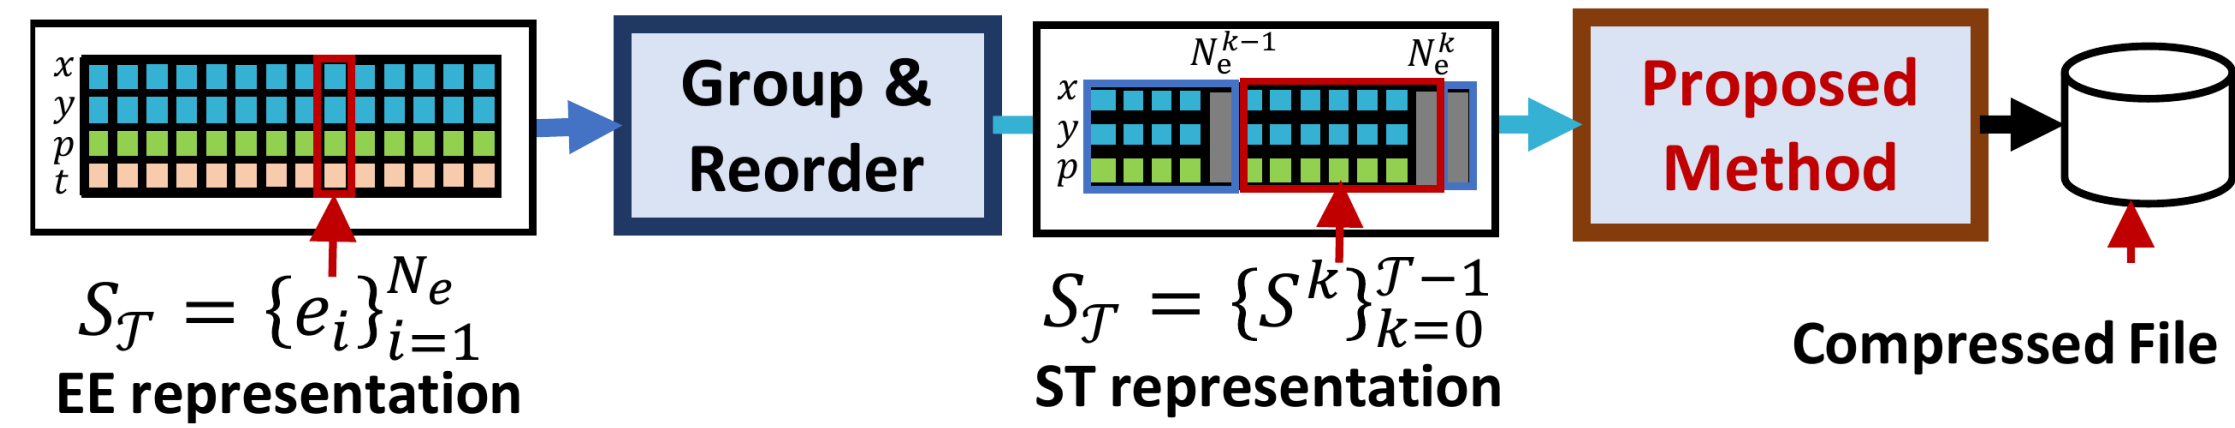 x
y
p
t
S_𝒯 = {e_i}_{i=1}^{N_e}
EE representation
Group &
Reorder
N_e^{k-1}
N_e^k
x
y
p
S_𝒯 = {S^k}_{k=0}^{𝒯-1}
ST representation
Proposed
Method
Compressed File